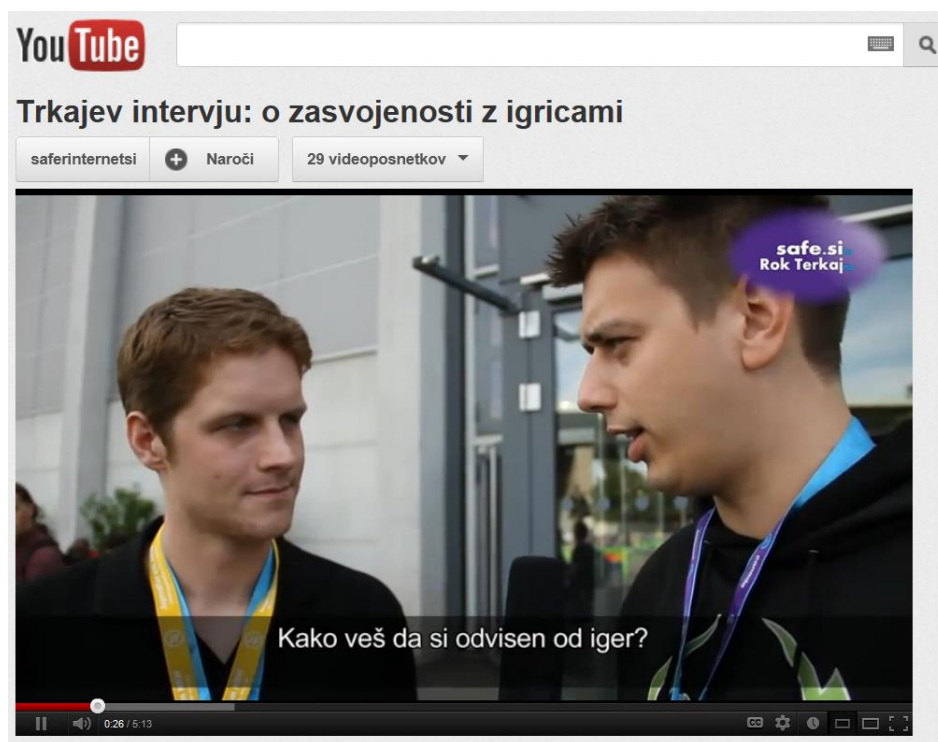 YouTube
Trkajev intervju: o zasvojenosti z igricami
saferinternetsi
Naroči
29 videoposnetkov
safe.si
Rok Terkaj
Kako veš da si odvisen od iger?
0:26 / 5:13
CC